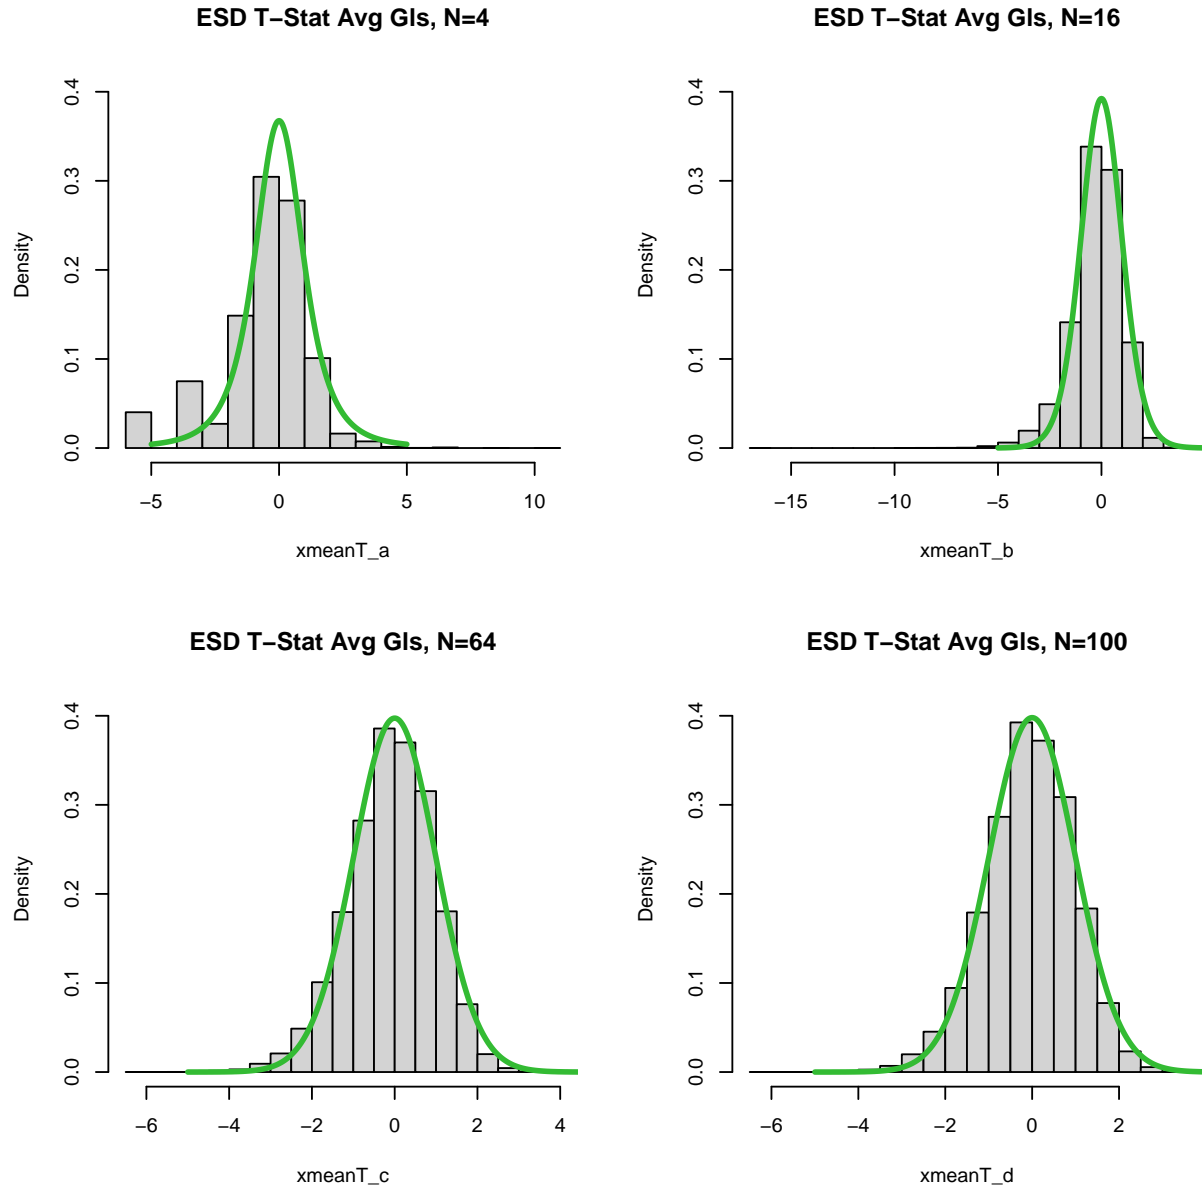 ESD T−Stat Avg Gls, N=4
Density
0.0 0.1 0.2 0.3 0.4
−5 0 5 10
xmeanT_a
ESD T−Stat Avg Gls, N=16
Density
0.0 0.1 0.2 0.3 0.4
−15 −10 −5 0
xmeanT_b
ESD T−Stat Avg Gls, N=64
Density
0.0 0.1 0.2 0.3 0.4
−6 −4 −2 0 2 4
xmeanT_c
ESD T−Stat Avg Gls, N=100
Density
0.0 0.1 0.2 0.3 0.4
−6 −4 −2 0 2
xmeanT_d